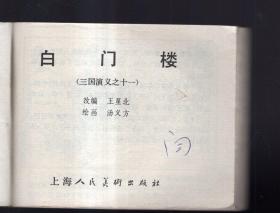 白门楼
(三国演义之十一)
改编 王星北
绘画 汤义方
上海人民美術出版社